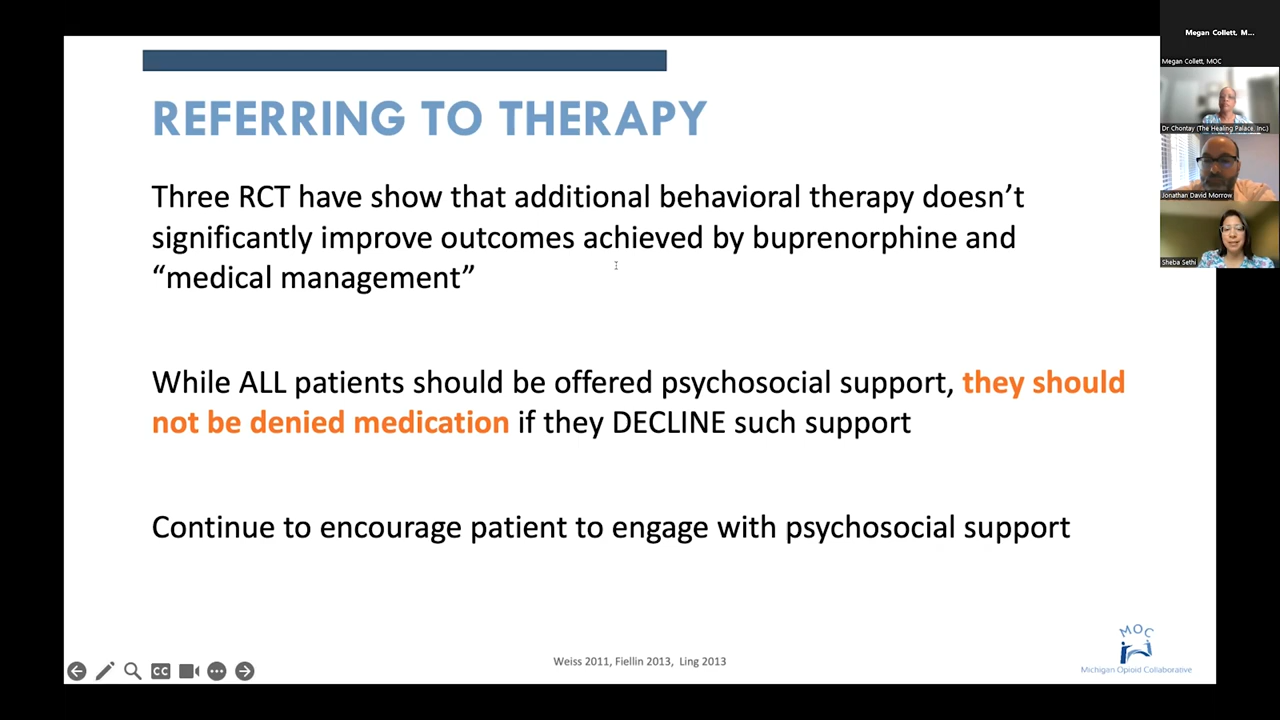 Megan Collett, M...
Megan Collett, MOC
Dr Chontay (The Healing Palace, Inc.)
Jonathan David Morrow
Sheba Sethi
REFERRING TO THERAPY
Three RCT have show that additional behavioral therapy doesn’t
significantly improve outcomes achieved by buprenorphine and
“medical management”
While ALL patients should be offered psychosocial support, they should
not be denied medication if they DECLINE such support
Continue to encourage patient to engage with psychosocial support
Weiss 2011, Fiellin 2013, Ling 2013
MOC
Michigan Opioid Collaborative
CC